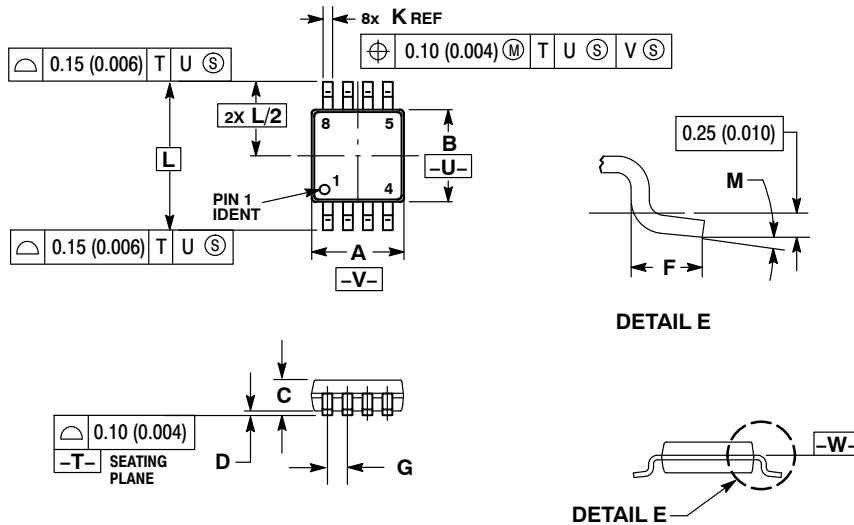 8x K REF
⌖ 0.10 (0.004) Ⓜ T U Ⓢ V Ⓢ
⌓ 0.15 (0.006) T U Ⓢ
2X L/2
L
8 5
B
-U-
1
4
PIN 1
IDENT
⌓ 0.15 (0.006) T U Ⓢ
A
-V-
0.25 (0.010)
M
F
DETAIL E
C
⌓ 0.10 (0.004)
-T- SEATING
PLANE
D
G
-W-
DETAIL E